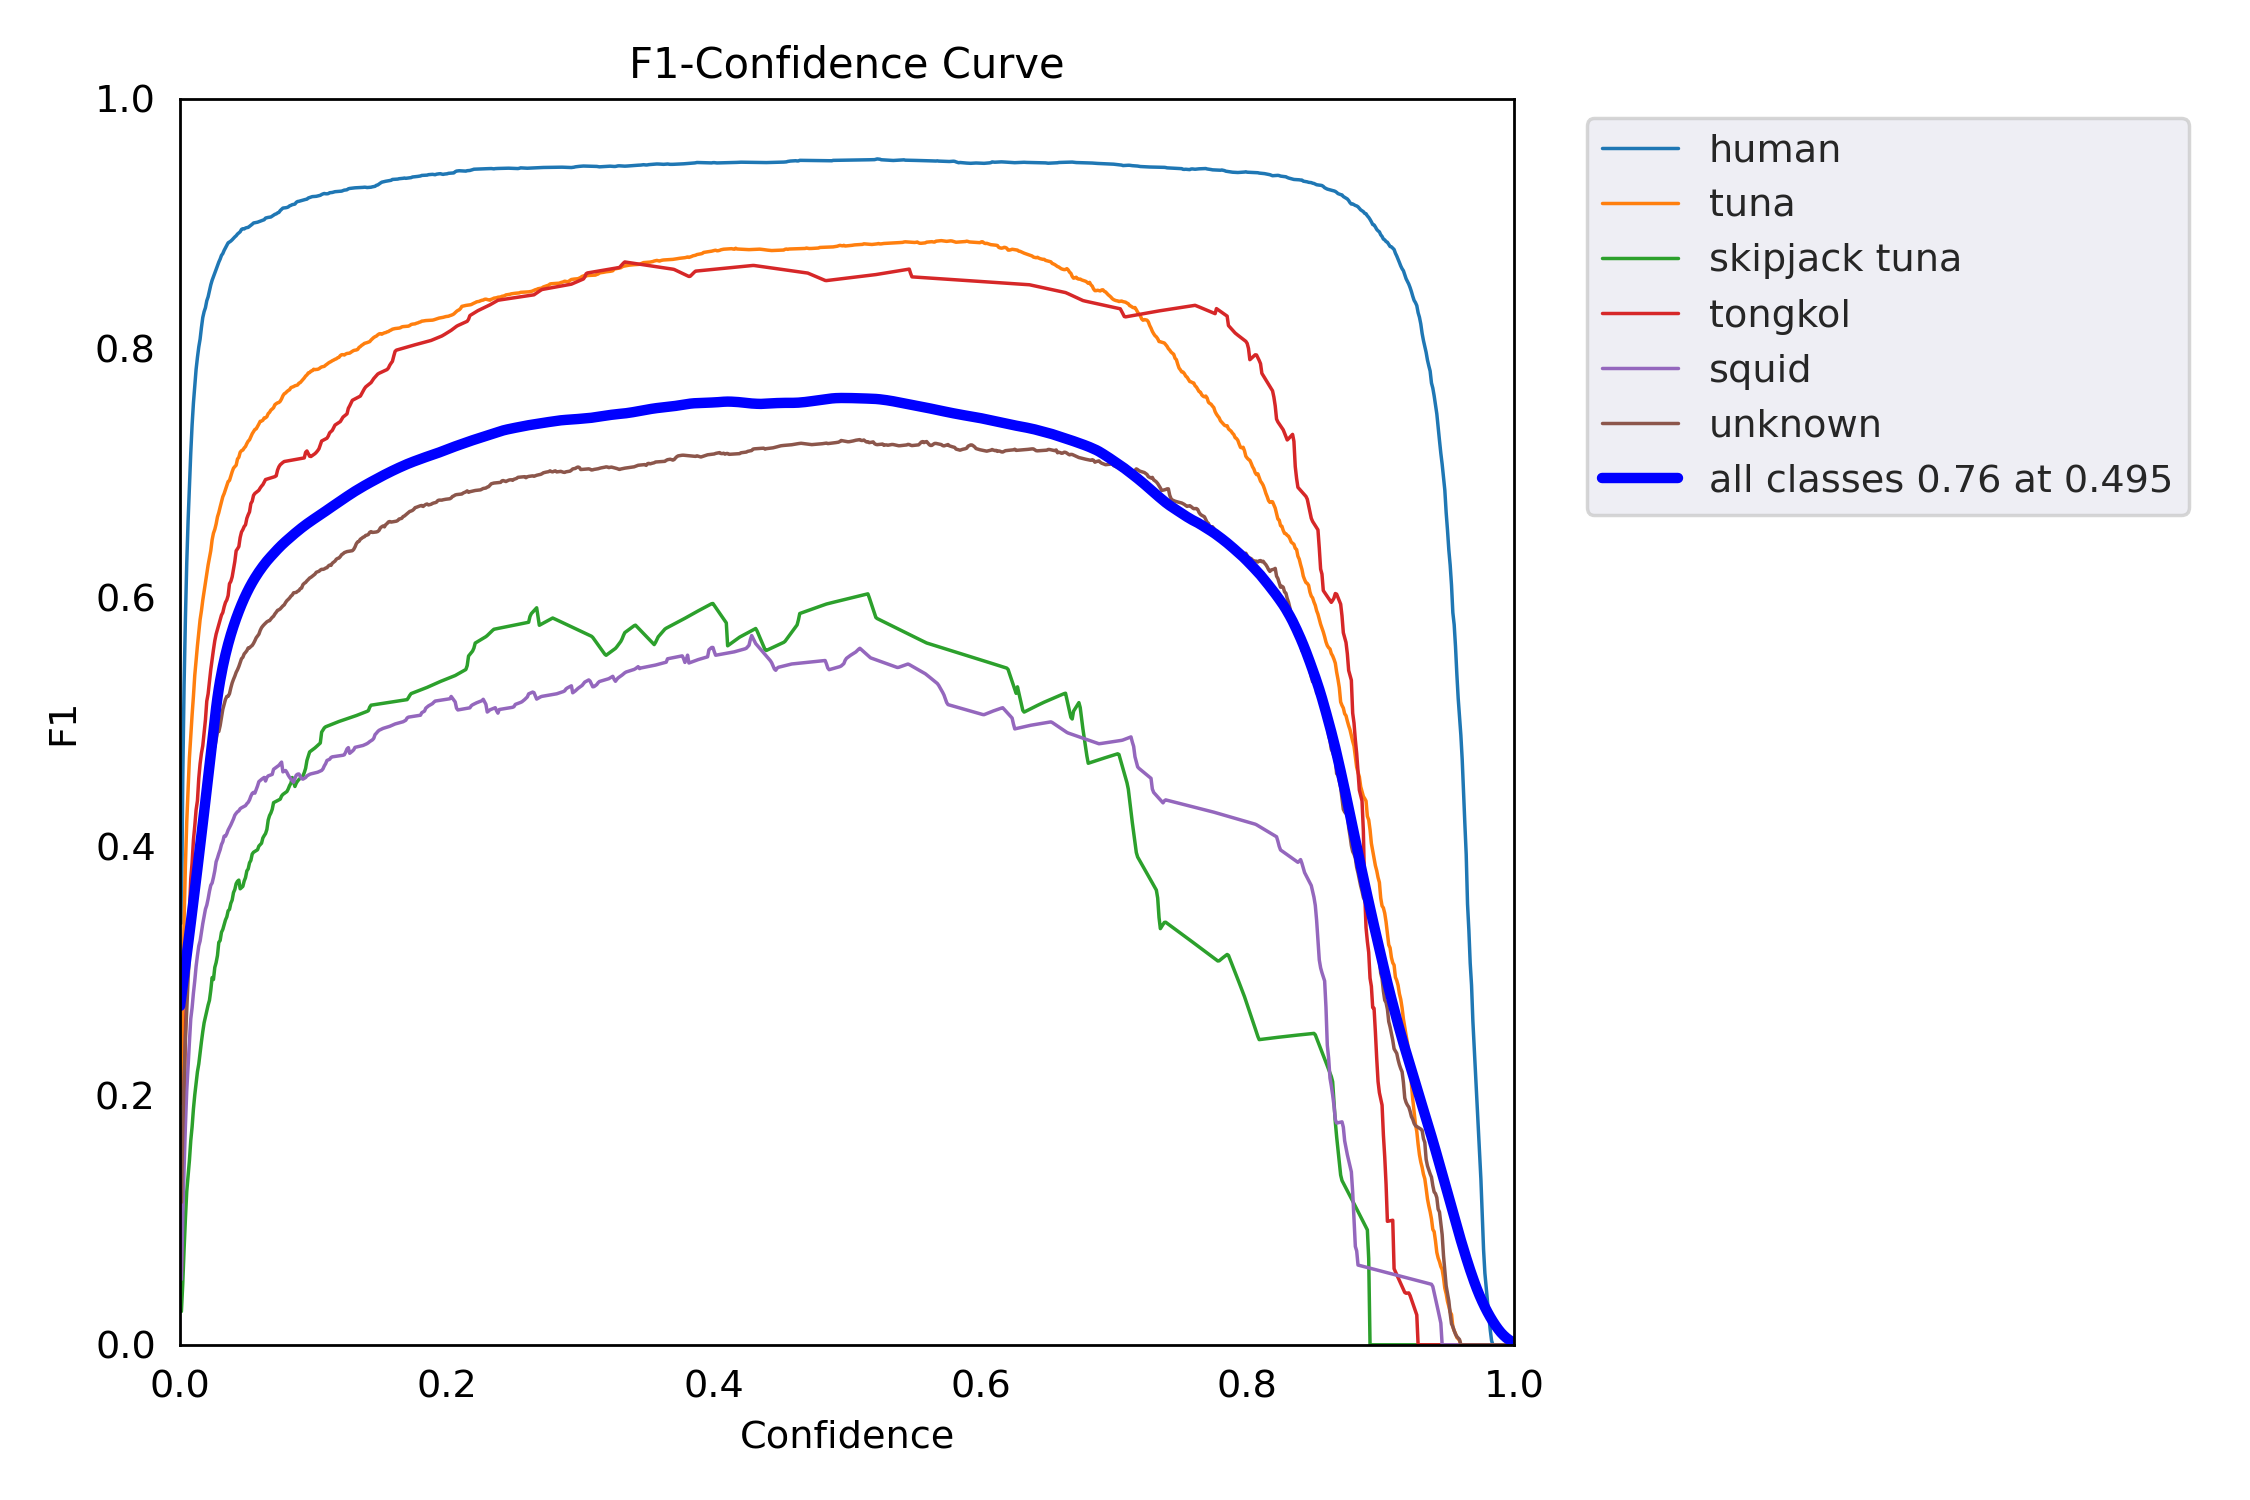 F1-Confidence Curve
1.0
0.8
0.6
0.4
0.2
0.0
F1
0.0 0.2 0.4 0.6 0.8 1.0
Confidence
human
tuna
skipjack tuna
tongkol
squid
unknown
all classes 0.76 at 0.495